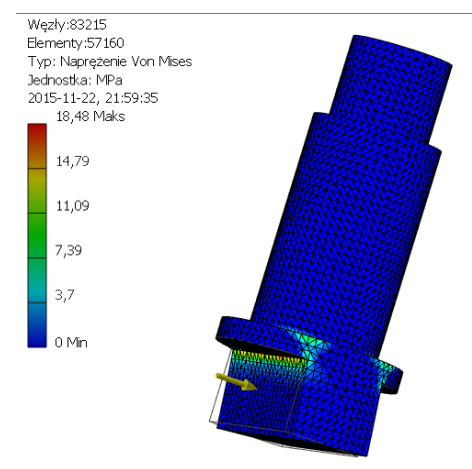 Węzły:83215
Elementy:57160
Typ: Naprężenie Von Mises
Jednostka: MPa
2015-11-22, 21:59:35
18,48 Maks
14,79
11,09
7,39
3,7
0 Min